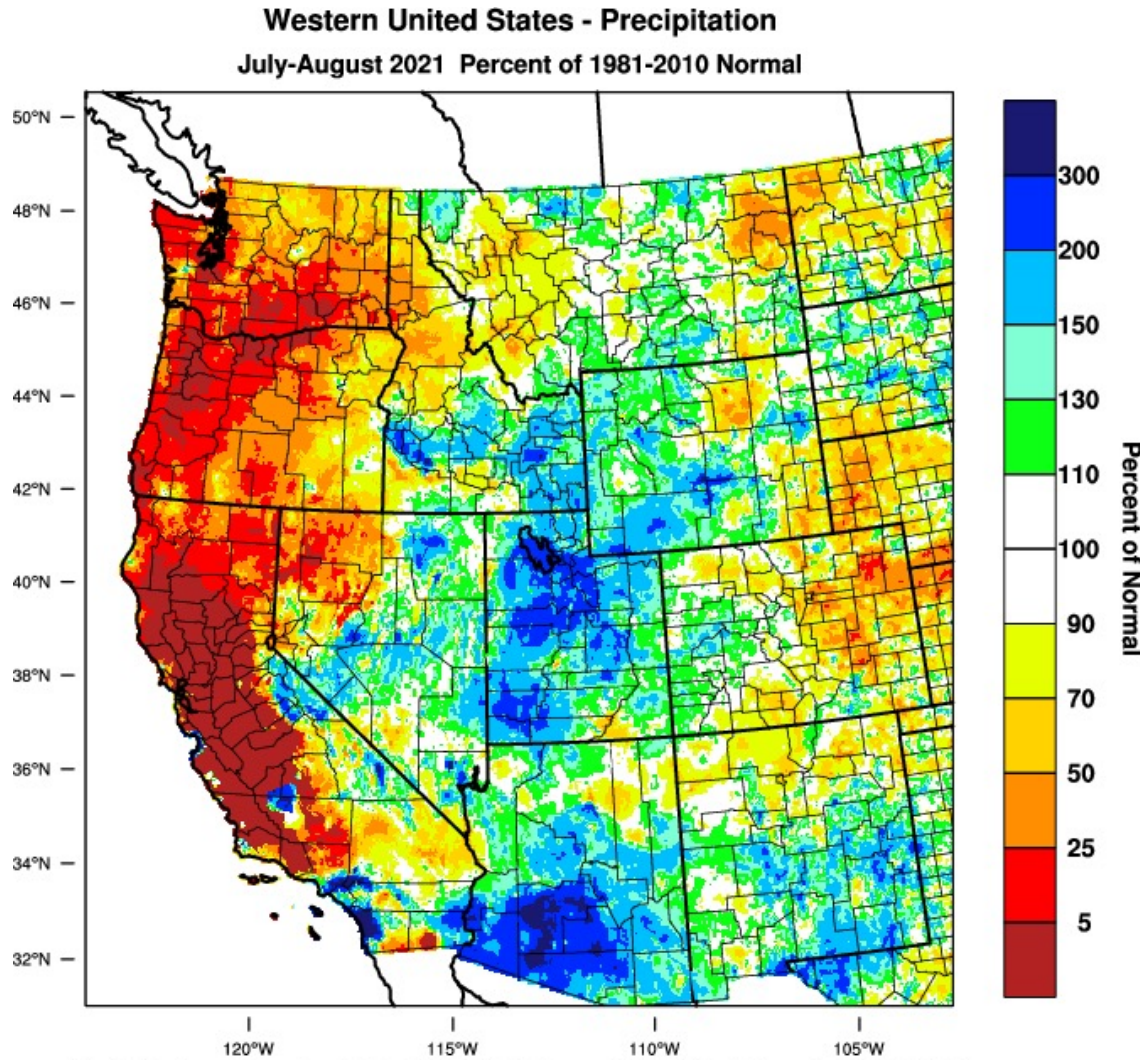 Western United States - Precipitation
July-August 2021 Percent of 1981-2010 Normal
50°N
48°N
46°N
44°N
42°N
40°N
38°N
36°N
34°N
32°N
120°W
115°W
110°W
105°W
300
200
150
130
110
100
90
70
50
25
5
Percent of Normal